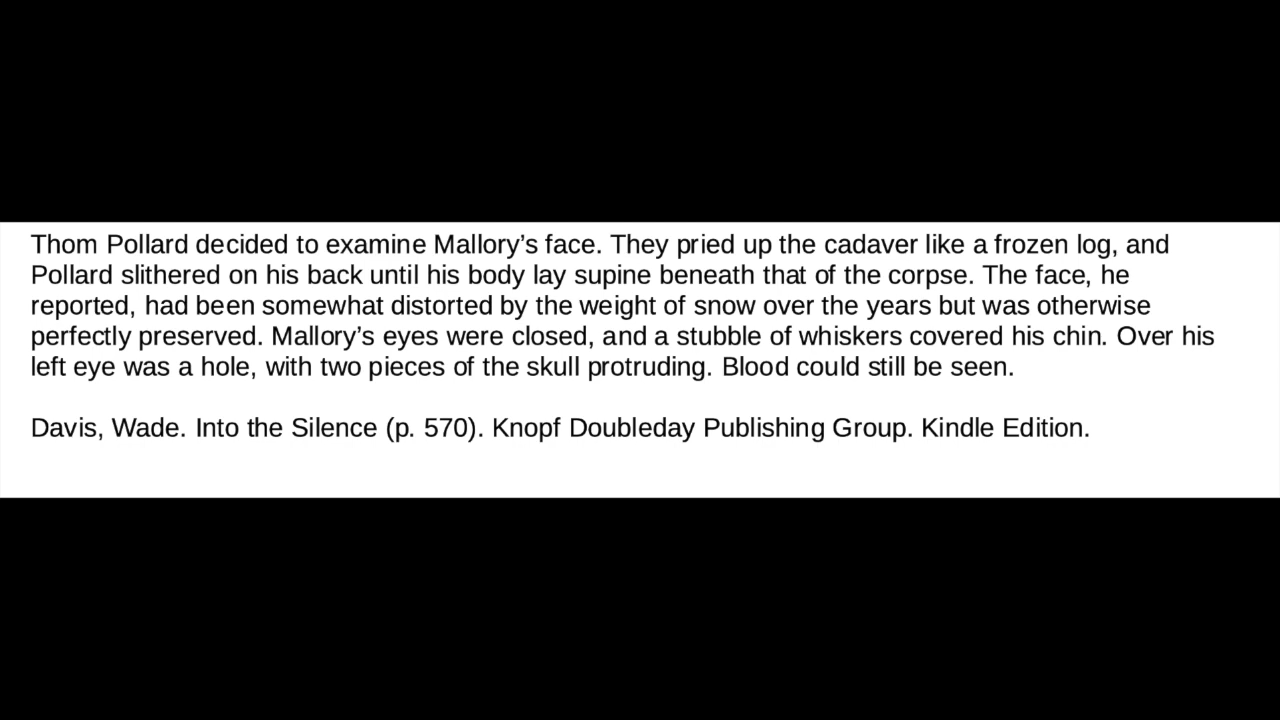 Thom Pollard decided to examine Mallory’s face. They pried up the cadaver like a frozen log, and
Pollard slithered on his back until his body lay supine beneath that of the corpse. The face, he
reported, had been somewhat distorted by the weight of snow over the years but was otherwise
perfectly preserved. Mallory’s eyes were closed, and a stubble of whiskers covered his chin. Over his
left eye was a hole, with two pieces of the skull protruding. Blood could still be seen.
Davis, Wade. Into the Silence (p. 570). Knopf Doubleday Publishing Group. Kindle Edition.